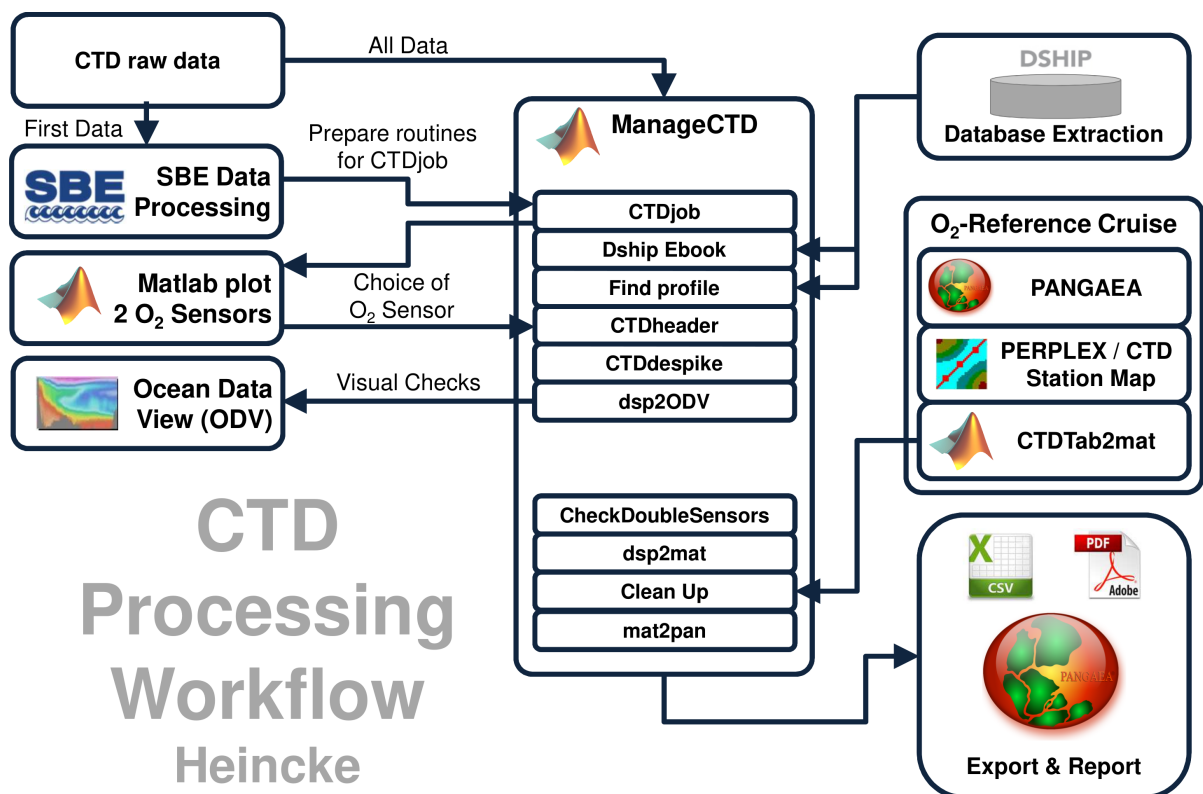 CTD raw data
All Data
First Data
SBE
SBE Data
Processing
Prepare routines
for CTDjob
Matlab plot
2 O₂ Sensors
Choice of
O₂ Sensor
Ocean Data
View (ODV)
Visual Checks
ManageCTD
CTDjob
Dship Ebook
Find profile
CTDheader
CTDdespike
dsp2ODV
CheckDoubleSensors
dsp2mat
Clean Up
mat2pan
DSHIP
Database Extraction
O₂-Reference Cruise
PANGAEA
PERPLEX / CTD
Station Map
CTDTab2mat
X
CSV
PDF
Adobe
PANGAEA
Export & Report
CTD
Processing
Workflow
Heincke